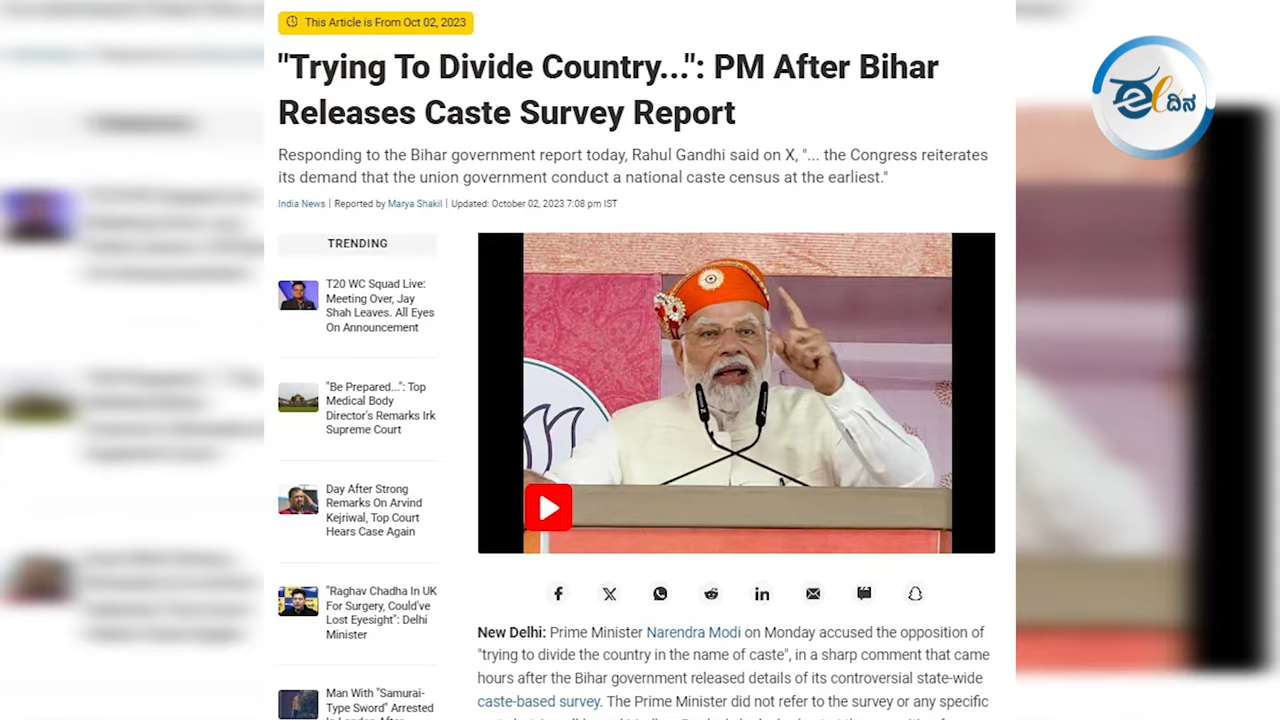 This Article is From Oct 02, 2023
"Trying To Divide Country...": PM After Bihar
Releases Caste Survey Report
Responding to the Bihar government report today, Rahul Gandhi said on X, "... the Congress reiterates
its demand that the union government conduct a national caste census at the earliest."
India News | Reported by Marya Shakil | Updated: October 02, 2023 7:08 pm IST
TRENDING
T20 WC Squad Live:
Meeting Over, Jay
Shah Leaves. All Eyes
On Announcement
"Be Prepared...": Top
Medical Body
Director's Remarks Irk
Supreme Court
Day After Strong
Remarks On Arvind
Kejriwal, Top Court
Hears Case Again
"Raghav Chadha In UK
For Surgery, Could've
Lost Eyesight": Delhi
Minister
Man With "Samurai-
Type Sword" Arrested
In London After
New Delhi: Prime Minister Narendra Modi on Monday accused the opposition of
"trying to divide the country in the name of caste", in a sharp comment that came
hours after the Bihar government released details of its controversial state-wide
caste-based survey. The Prime Minister did not refer to the survey or any specific
ದಿನ